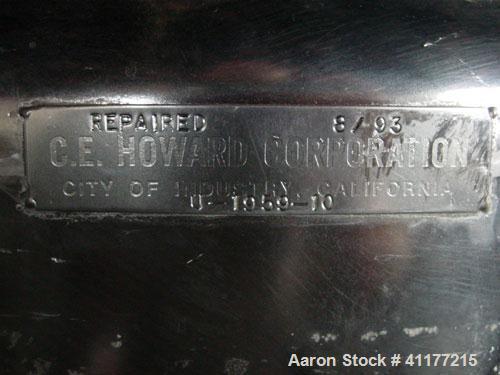 REPAIRED 8/93
C.E. HOWARD CORPORATION
CITY OF INDUSTRY, CALIFORNIA
U-1959-10
Aaron Stock # 41177215